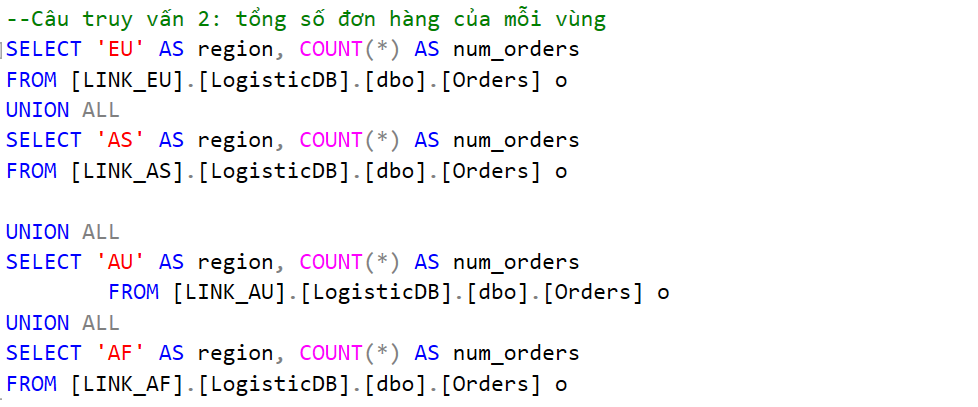 --Câu truy vấn 2: tổng số đơn hàng của mỗi vùng
SELECT 'EU' AS region, COUNT(*) AS num_orders
FROM [LINK_EU].[LogisticDB].[dbo].[Orders] o
UNION ALL
SELECT 'AS' AS region, COUNT(*) AS num_orders
FROM [LINK_AS].[LogisticDB].[dbo].[Orders] o
UNION ALL
SELECT 'AU' AS region, COUNT(*) AS num_orders
FROM [LINK_AU].[LogisticDB].[dbo].[Orders] o
UNION ALL
SELECT 'AF' AS region, COUNT(*) AS num_orders
FROM [LINK_AF].[LogisticDB].[dbo].[Orders] o